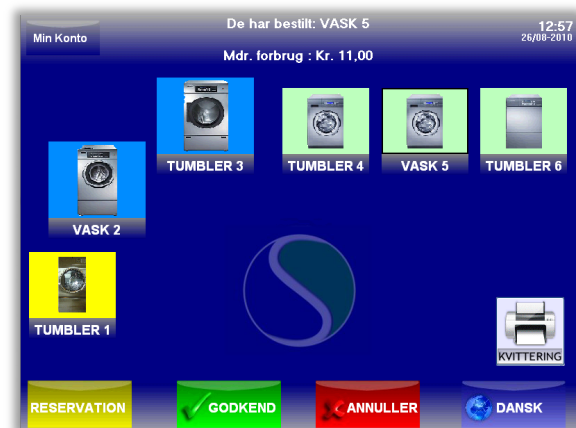 De har bestilt: VASK 5
12:57
Min Konto
26/08-2010
Mdr. forbrug : Kr. 11,00
TUMBLER 3
TUMBLER 4
VASK 5
TUMBLER 6
VASK 2
TUMBLER 1
KVITTERING
RESERVATION
GODKEND
ANNULLER
DANSK